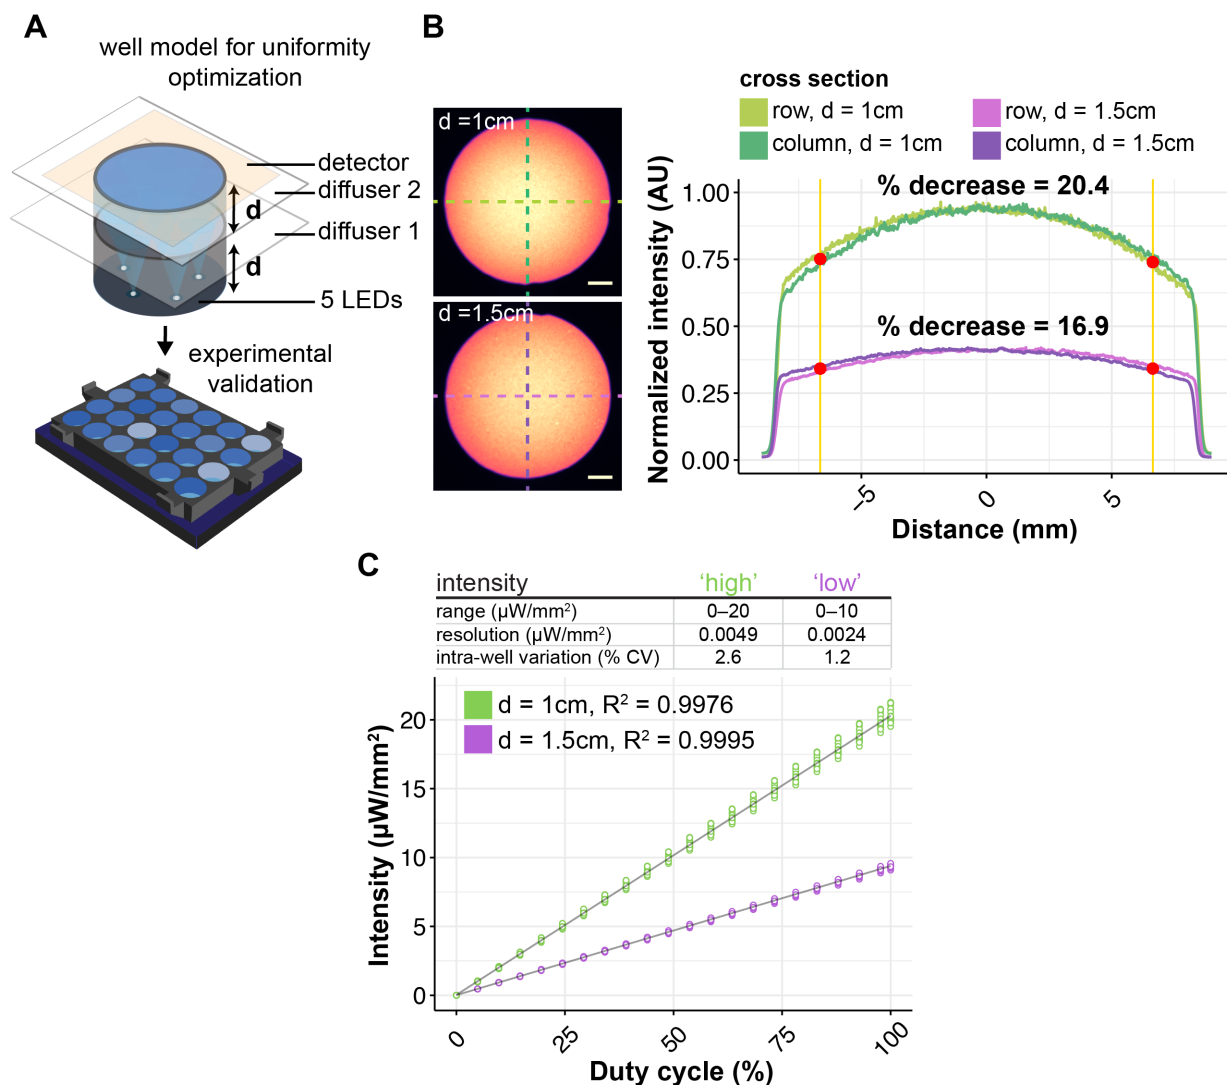 A
well model for uniformity
optimization
detector
diffuser 2
d
diffuser 1
d
5 LEDs
experimental
validation
B
d =1cm
d =1.5cm
cross section
row, d = 1cm
row, d = 1.5cm
column, d = 1cm
column, d = 1.5cm
Normalized intensity (AU)
1.00
0.75
0.50
0.25
0.00
% decrease = 20.4
% decrease = 16.9
−5
0
5
Distance (mm)
C
intensity ‘high’ ‘low’
range (µW/mm²) 0–20 0–10
resolution (µW/mm²) 0.0049 0.0024
intra-well variation (% CV) 2.6 1.2
d = 1cm, R² = 0.9976
d = 1.5cm, R² = 0.9995
Intensity (µW/mm²)
20
15
10
5
0
0
25
50
75
100
Duty cycle (%)